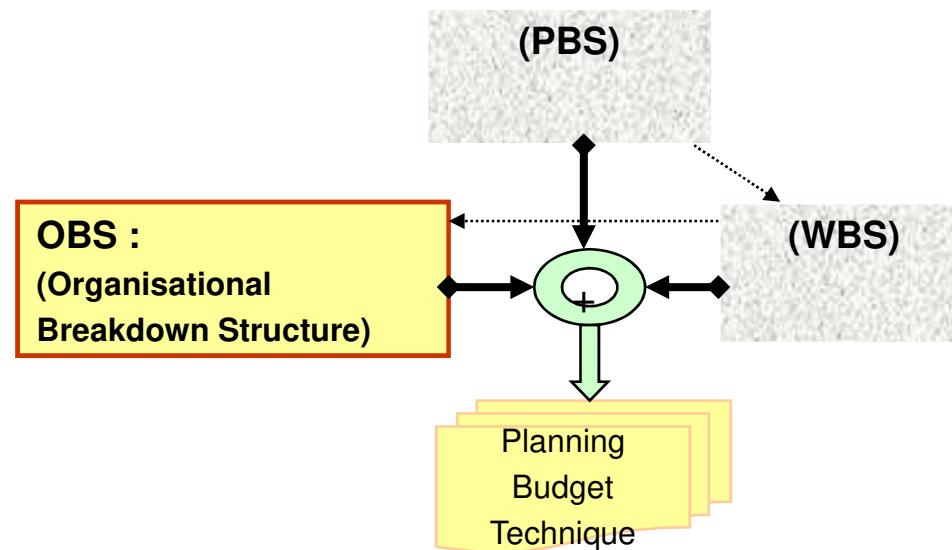 (PBS)
OBS :
(Organisational
Breakdown Structure)
(WBS)
+
Planning
Budget
Technique